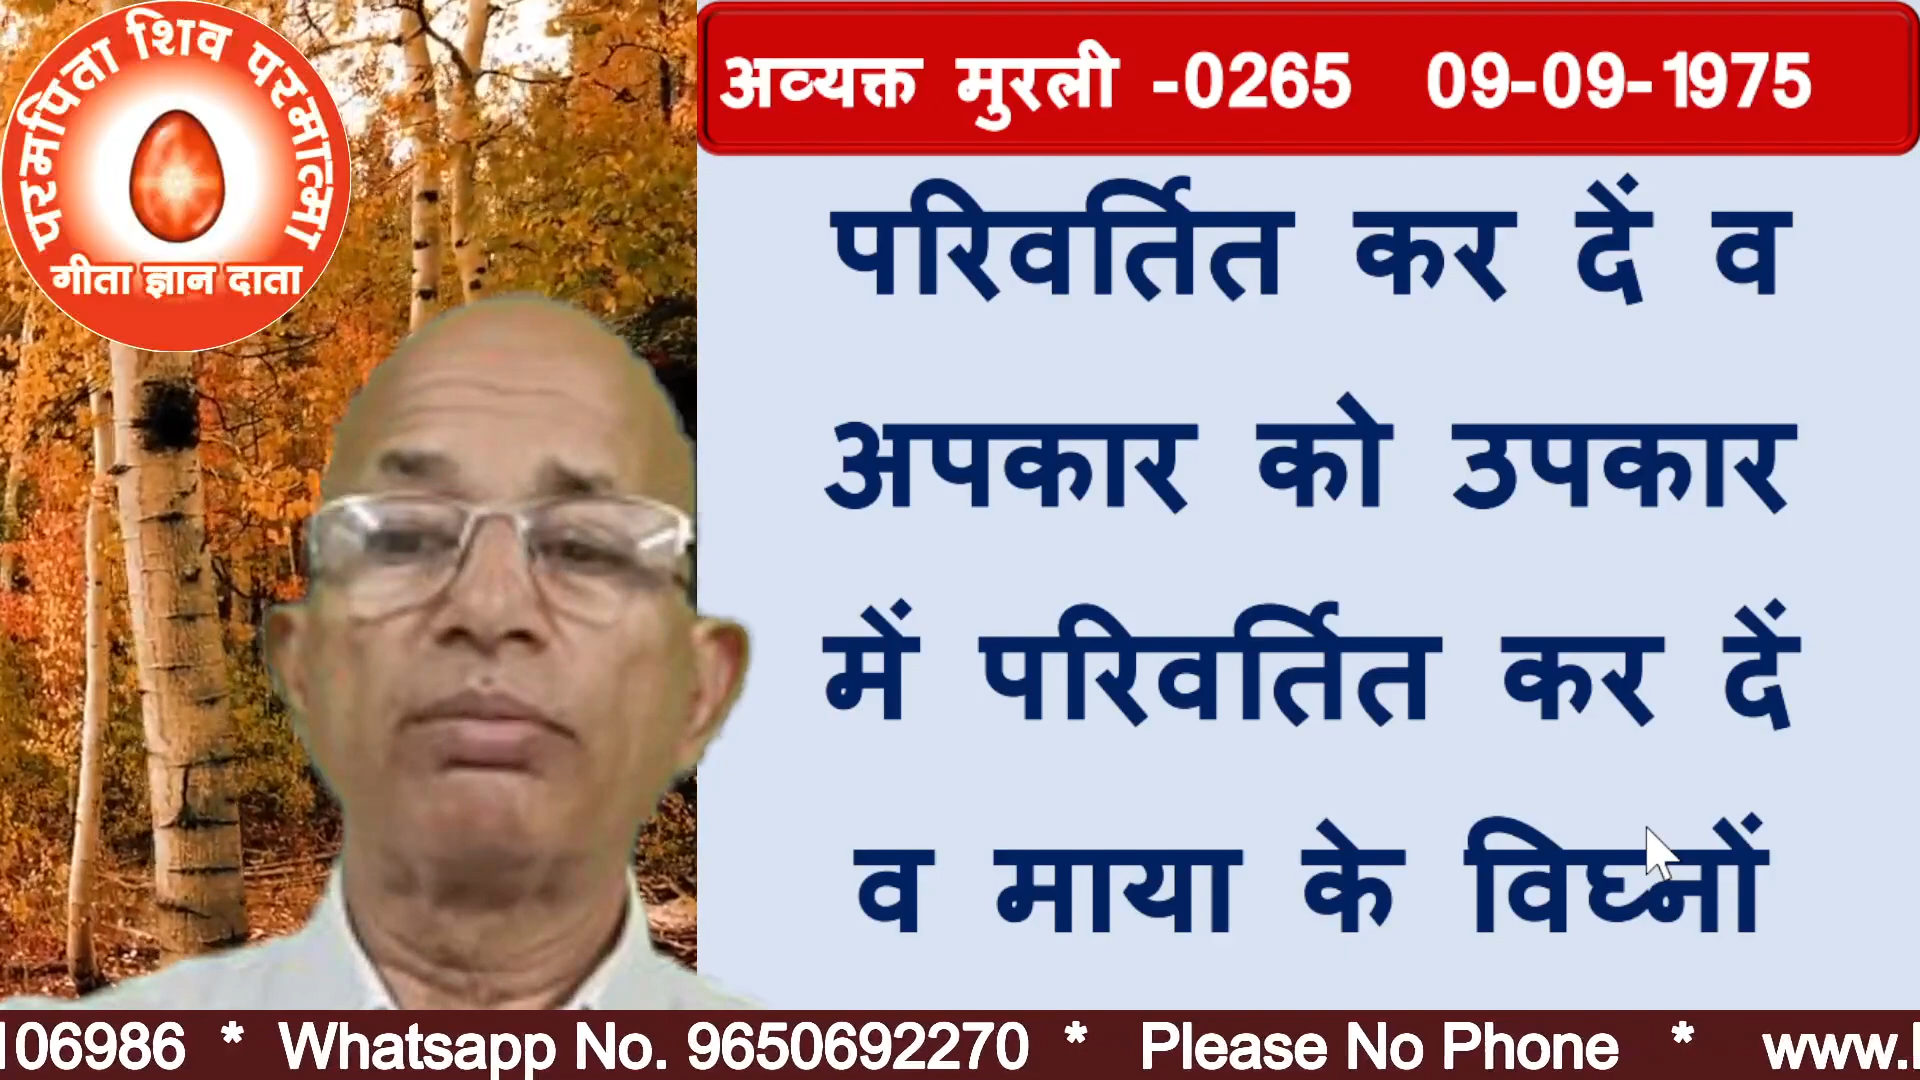 परमपिता शिव परमात्मा
गीता ज्ञान दाता
अव्यक्त मुरली -0265 09-09-1975
परिवर्तित कर दें व
अपकार को उपकार
में परिवर्तित कर दें
व माया के विघ्नों
106986 * Whatsapp No. 9650692270 * Please No Phone * www.